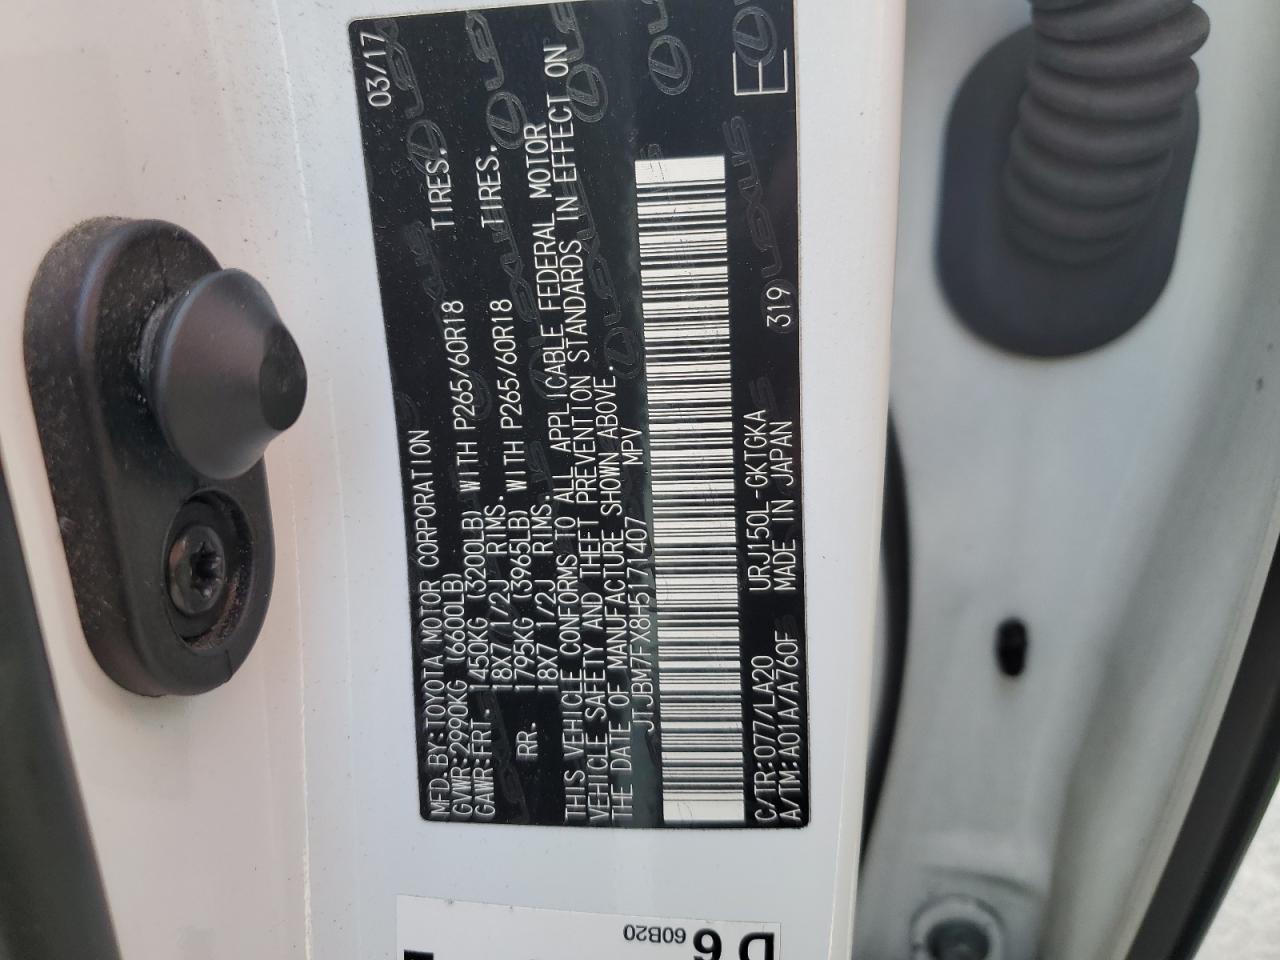 MFD.BY:TOYOTA MOTOR CORPORATION 03/17
GVWR:2990KG (6600LB)
GAWR:FRT. 1450KG (3200LB) WITH P265/60R18 TIRES.
18X7 1/2J RIMS.
RR. 1795KG (3965LB) WITH P265/60R18 TIRES.
18X7 1/2J RIMS.
THIS VEHICLE CONFORMS TO ALL APPLICABLE FEDERAL MOTOR
VEHICLE SAFETY AND THEFT PREVENTION STANDARDS IN EFFECT ON
THE DATE OF MANUFACTURE SHOWN ABOVE.
JTJBM7FX8H5171407 MPV
C/TR:077/LA20 URJ150L-GKTGKA
A/TM:A01A/A760F MADE IN JAPAN 319
LEXUS
60B20
D6